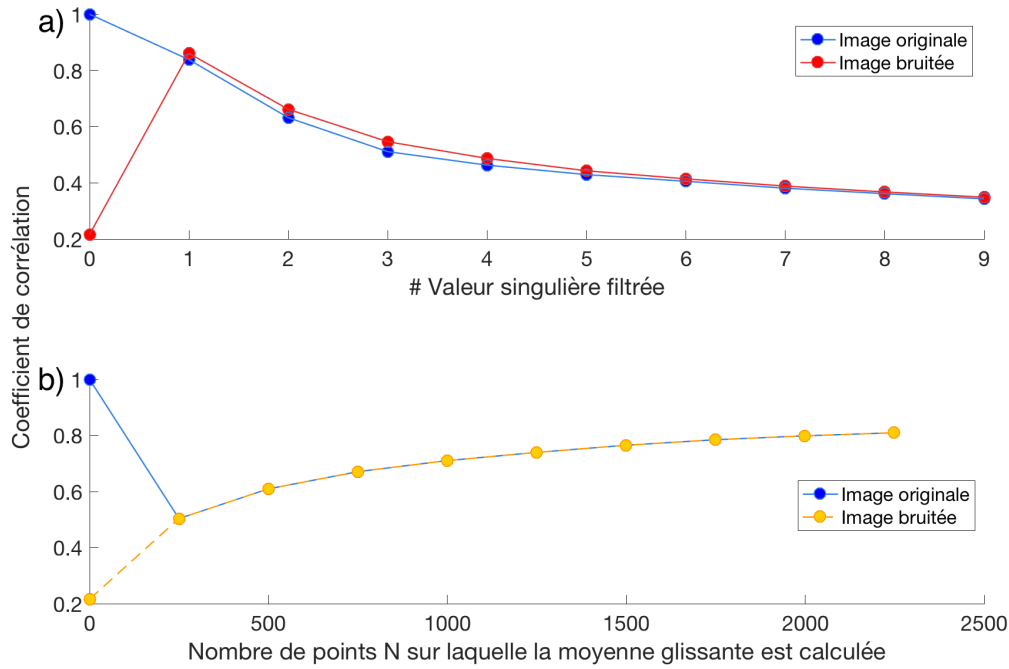 a)
1
0.8
0.6
0.4
0.2
0 1 2 3 4 5 6 7 8 9
# Valeur singulière filtrée
Image originale
Image bruitée
Coefficient de corrélation
b)
1
0.8
0.6
0.4
0.2
0 500 1000 1500 2000 2500
Nombre de points N sur laquelle la moyenne glissante est calculée
Image originale
Image bruitée